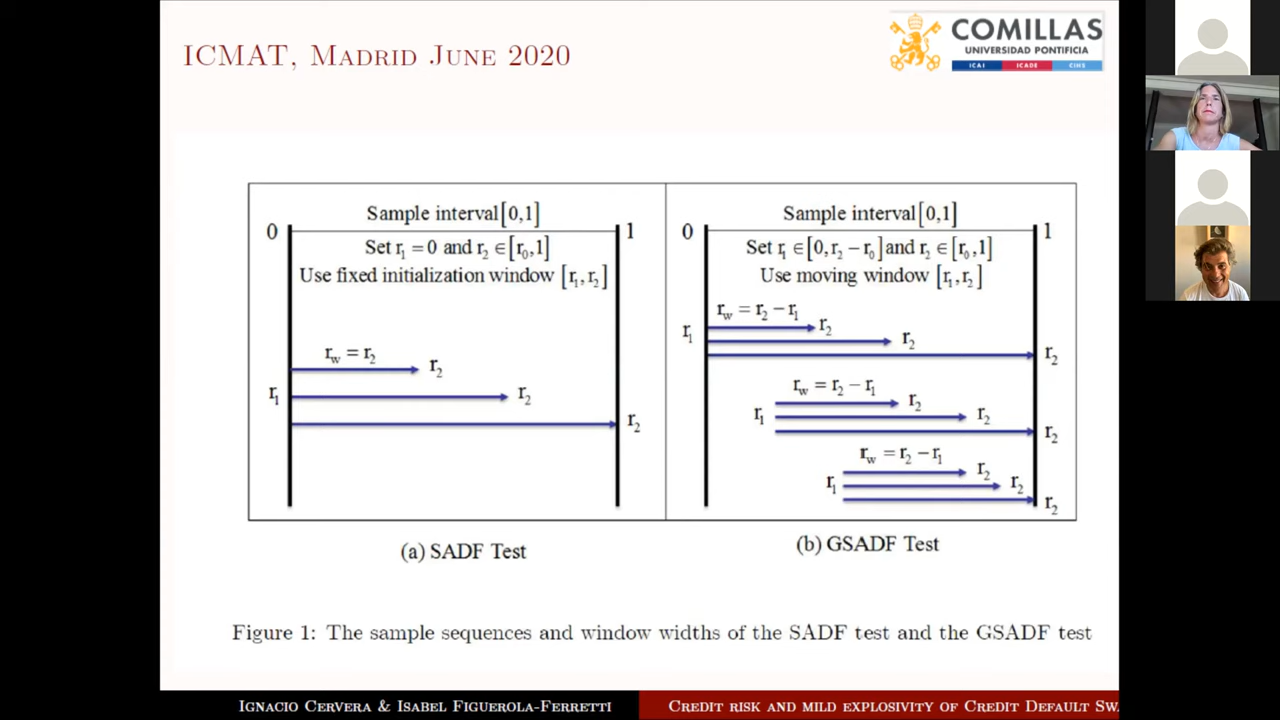 ICMAT, Madrid June 2020
COMILLAS
UNIVERSIDAD PONTIFICIA
ICAI ICADE CIHS
Sample interval[0,1]
0 1
Set r₁ = 0 and r₂ ∈[r₀,1]
Use fixed initialization window [r₁,r₂]
r_w = r₂
r₂
r₁
r₂
r₂
(a) SADF Test
Sample interval[0,1]
0 1
Set r₁ ∈[0,r₂ − r₀]and r₂ ∈[r₀,1]
Use moving window [r₁,r₂]
r_w = r₂ − r₁
r₂
r₁
r₂
r₂
r_w = r₂ − r₁
r₂
r₁
r₂
r₂
r_w = r₂ − r₁
r₂
r₁
r₂
r₂
(b) GSADF Test
Figure 1: The sample sequences and window widths of the SADF test and the GSADF test
Ignacio Cervera & Isabel Figuerola-Ferretti
Credit risk and mild explosivity of Credit Default Sw